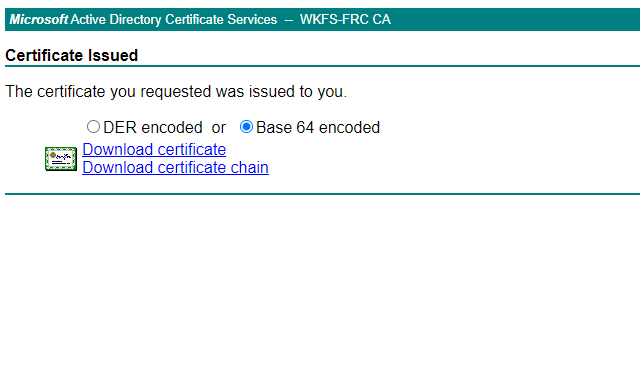 Microsoft Active Directory Certificate Services -- WKFS-FRC CA
Certificate Issued
The certificate you requested was issued to you.
DER encoded or Base 64 encoded
Download certificate
Download certificate chain